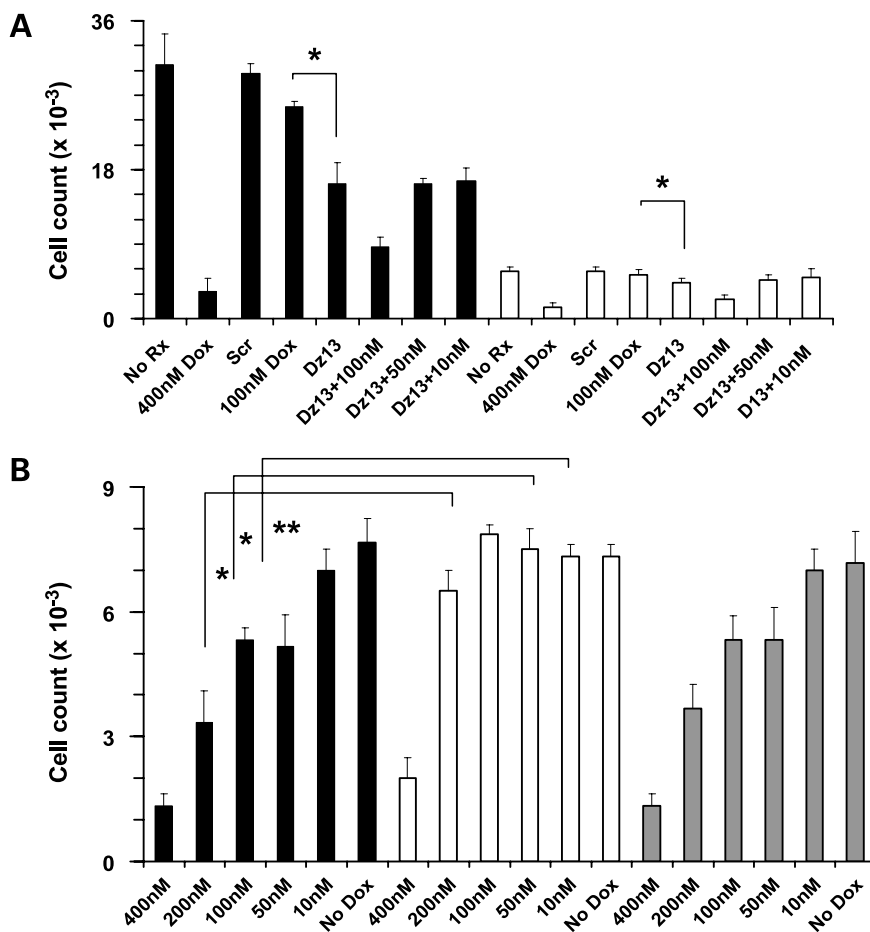 A
36
18
0
Cell count (x 10-3)
*
*
No Rx
400nM Dox
Scr
100nM Dox
Dz13
Dz13+100nM
Dz13+50nM
Dz13+10nM
No Rx
400nM Dox
Scr
100nM Dox
Dz13
Dz13+100nM
Dz13+50nM
D13+10nM
B
9
6
3
0
Cell count (x 10-3)
*
*
**
400nM
200nM
100nM
50nM
10nM
No Dox
400nM
200nM
100nM
50nM
10nM
No Dox
400nM
200nM
100nM
50nM
10nM
No Dox